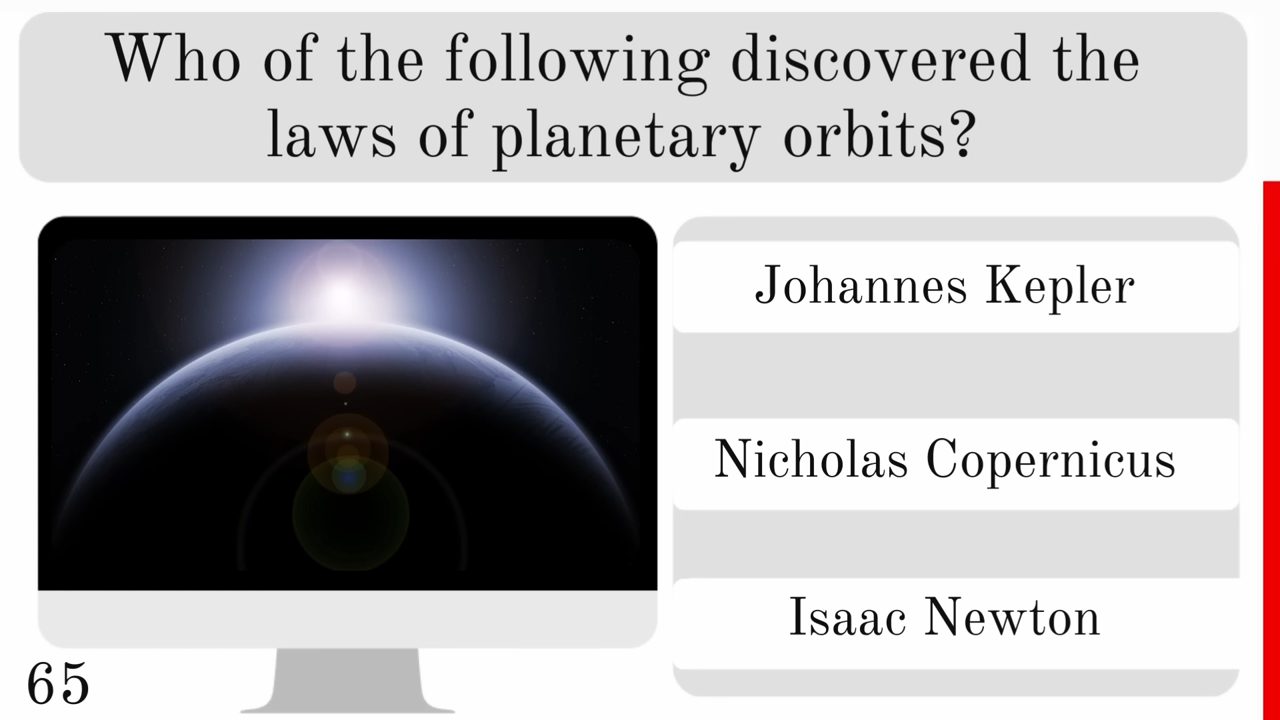 Who of the following discovered the
laws of planetary orbits?
Johannes Kepler
Nicholas Copernicus
Isaac Newton
65